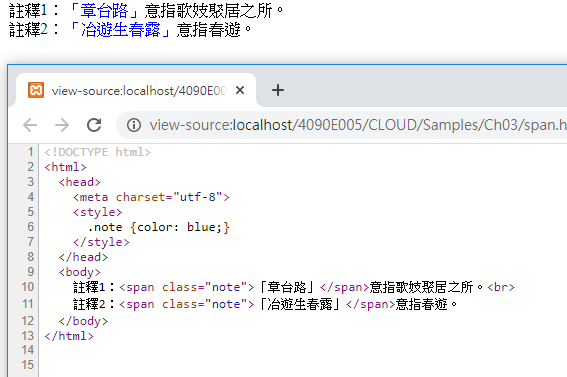 註釋1：「章台路」意指歌妓聚居之所。
註釋2：「冶遊生春露」意指春遊。
view-source:localhost/4090E00
view-source:localhost/4090E005/CLOUD/Samples/Ch03/span.h
1 <!DOCTYPE html>
2 <html>
3 <head>
4 <meta charset="utf-8">
5 <style>
6 .note {color: blue;}
7 </style>
8 </head>
9 <body>
10 註釋1：<span class="note">「章台路」</span>意指歌妓聚居之所。<br>
11 註釋2：<span class="note">「冶遊生春露」</span>意指春遊。
12 </body>
13 </html>
14
15